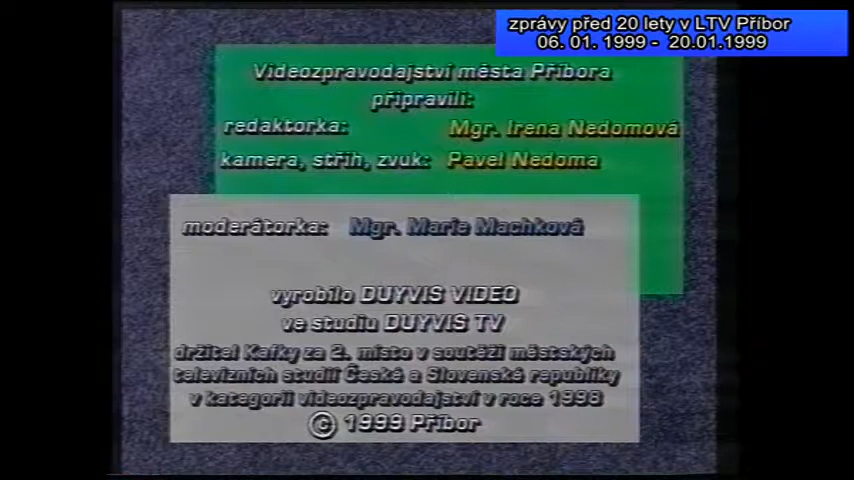 zprávy před 20 lety v LTV Příbor
06. 01. 1999 - 20.01.1999
Videozpravodajství města Příbora
připravili:
redaktorka: Mgr. Irena Nedomová
kamera, střih, zvuk: Pavel Nedoma
moderátorka: Mgr. Marie Machková
vyrobilo DUYVIS VIDEO
ve studiu DUYVIS TV
držitel Kafky za 2. místo v soutěži městských
televizních studií České a Slovenské republiky
v kategorii videozpravodajství v roce 1998
© 1999 Příbor